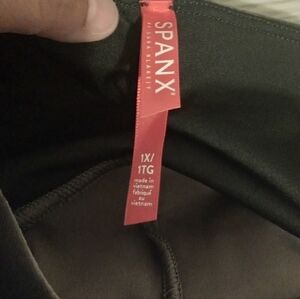 SPANX®
BY SARA BLAKELY
1X/
1TG
made in
vietnam
fabriqué
au
vietnam